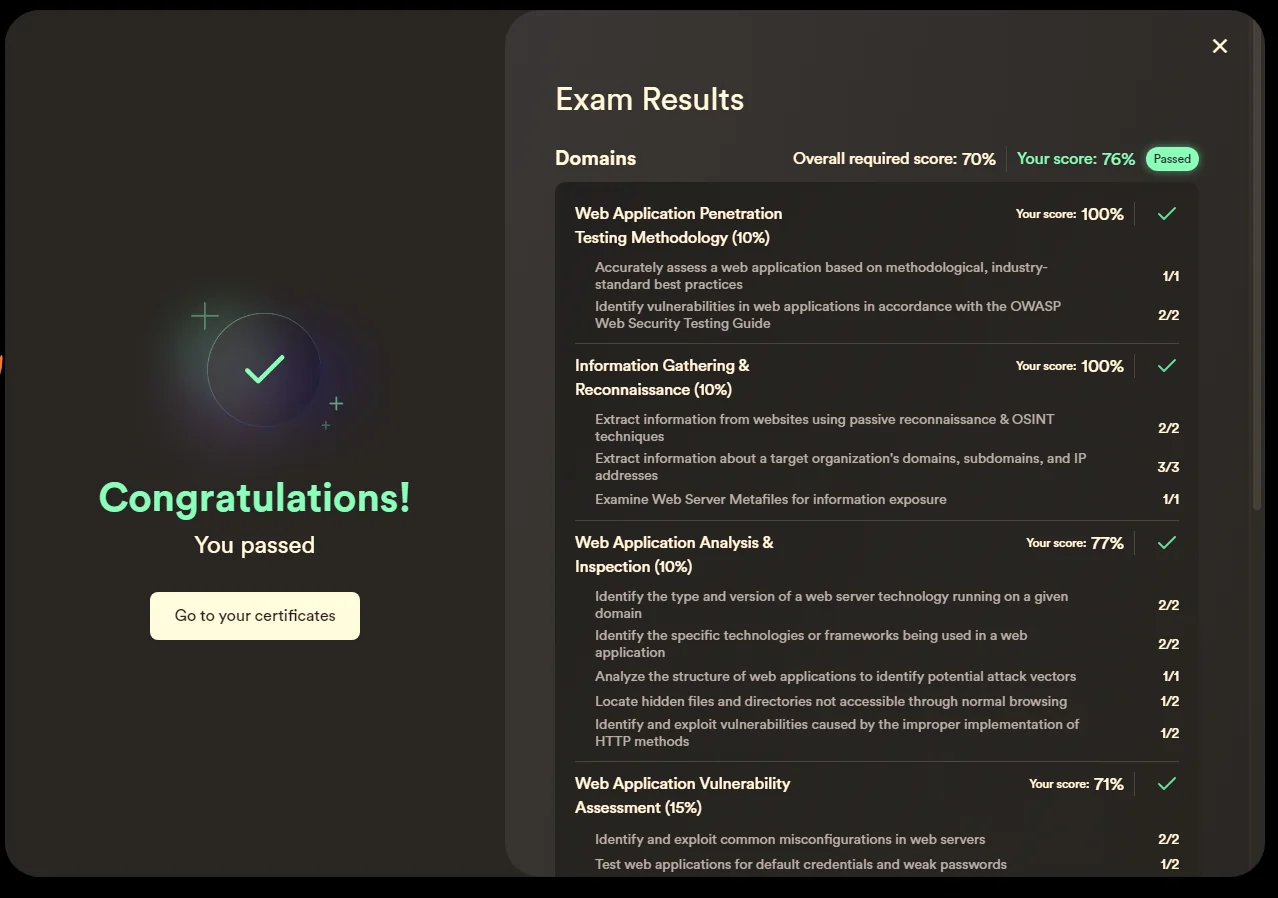 Exam Results
Domains
Overall required score: 70%
Your score: 76%
Passed
Web Application Penetration
Testing Methodology (10%)
Your score: 100%
Accurately assess a web application based on methodological, industry-
standard best practices
1/1
Identify vulnerabilities in web applications in accordance with the OWASP
Web Security Testing Guide
2/2
Information Gathering &
Reconnaissance (10%)
Your score: 100%
Extract information from websites using passive reconnaissance & OSINT
techniques
2/2
Extract information about a target organization's domains, subdomains, and IP
addresses
3/3
Examine Web Server Metafiles for information exposure
1/1
Web Application Analysis &
Inspection (10%)
Your score: 77%
Identify the type and version of a web server technology running on a given
domain
2/2
Identify the specific technologies or frameworks being used in a web
application
2/2
Analyze the structure of web applications to identify potential attack vectors
1/1
Locate hidden files and directories not accessible through normal browsing
1/2
Identify and exploit vulnerabilities caused by the improper implementation of
HTTP methods
1/2
Web Application Vulnerability
Assessment (15%)
Your score: 71%
Identify and exploit common misconfigurations in web servers
2/2
Test web applications for default credentials and weak passwords
1/2
Congratulations!
You passed
Go to your certificates